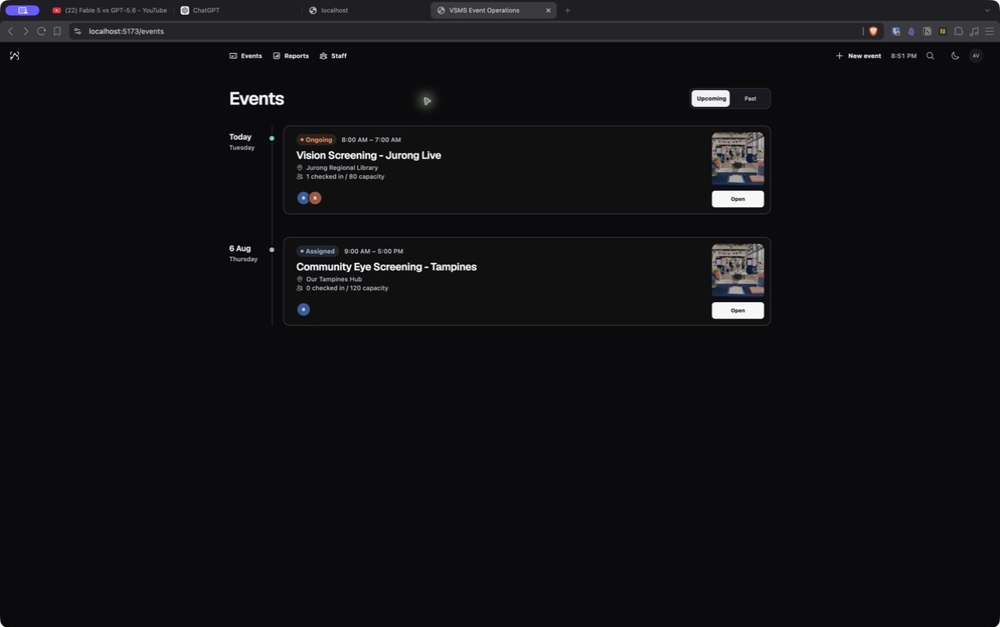 (22) Fable 5 vs GPT-5.6 - YouTube
ChatGPT
localhost
VSMS Event Operations
localhost:5173/events
Events
Reports
Staff
New event
8:51 PM
AV
Events
Upcoming
Past
Today
Tuesday
Ongoing
8:00 AM – 7:00 AM
Vision Screening - Jurong Live
Jurong Regional Library
1 checked in / 80 capacity
R
R
Open
6 Aug
Thursday
Assigned
9:00 AM – 5:00 PM
Community Eye Screening - Tampines
Our Tampines Hub
0 checked in / 120 capacity
R
Open